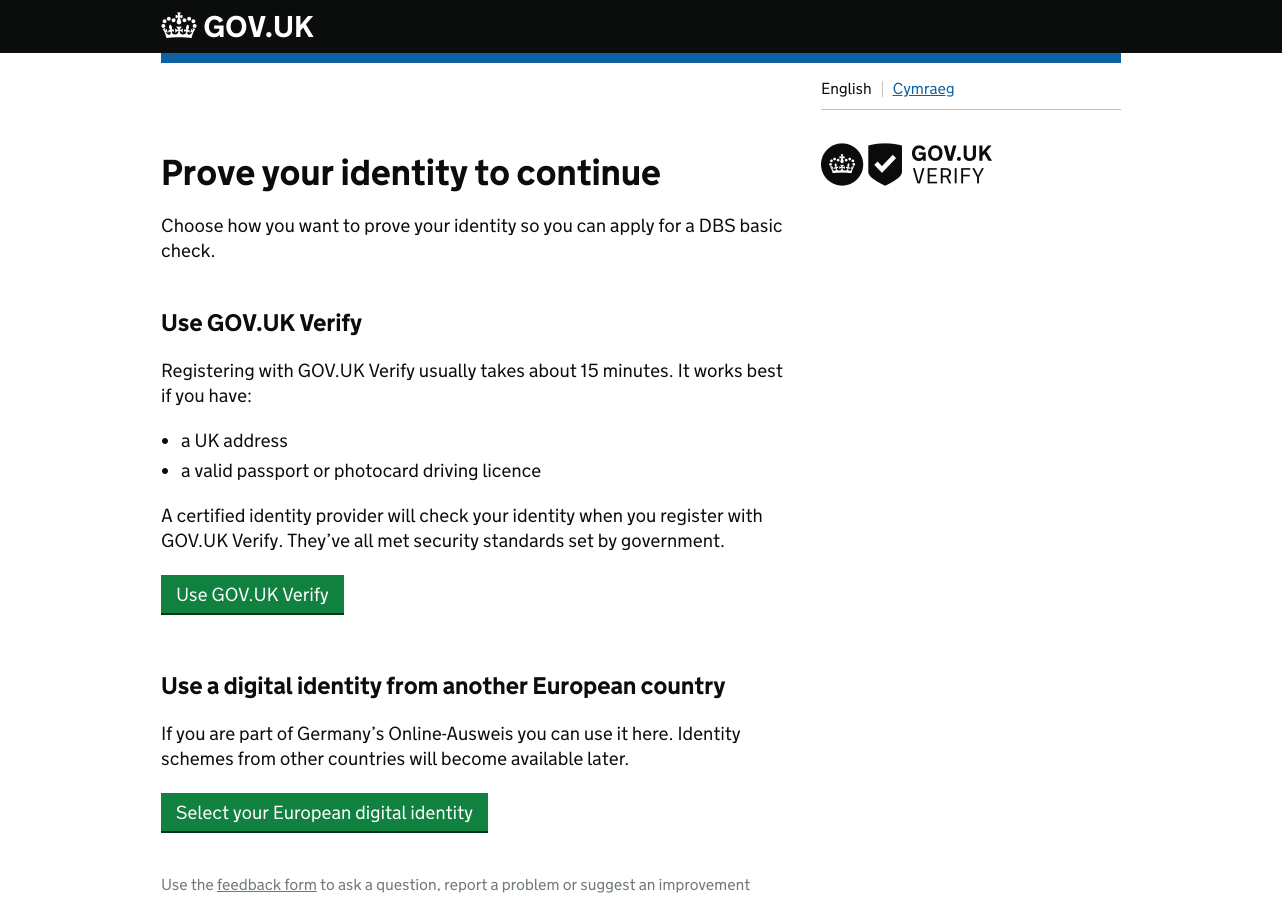 GOV.UK
English
Cymraeg
GOV.UK
VERIFY
Prove your identity to continue
Choose how you want to prove your identity so you can apply for a DBS basic
check.
Use GOV.UK Verify
Registering with GOV.UK Verify usually takes about 15 minutes. It works best
if you have:
• a UK address
• a valid passport or photocard driving licence
A certified identity provider will check your identity when you register with
GOV.UK Verify. They’ve all met security standards set by government.
Use GOV.UK Verify
Use a digital identity from another European country
If you are part of Germany’s Online-Ausweis you can use it here. Identity
schemes from other countries will become available later.
Select your European digital identity
Use the feedback form to ask a question, report a problem or suggest an improvement